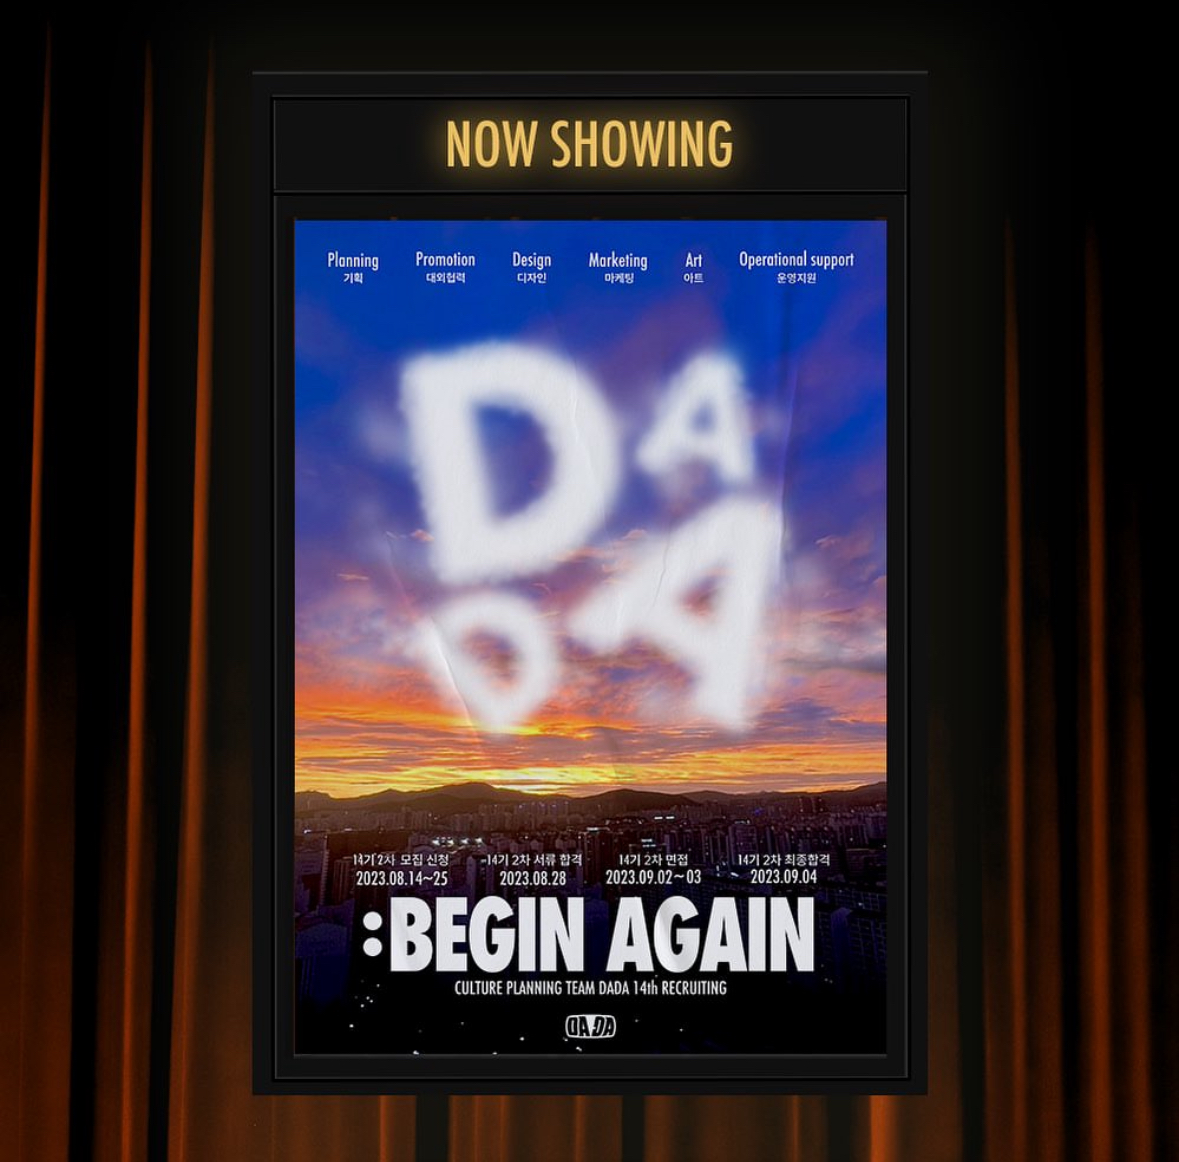 NOW SHOWING
Planning Promotion Design Marketing Art Operational support
기획 대외협력 디자인 마케팅 아트 운영지원
DA
DA
14기 2차 모집 신청 14기 2차 서류 합격 14기 2차 면접 14기 2차 최종합격
2023.08.14~25 2023.08.28 2023.09.02~03 2023.09.04
:BEGIN AGAIN
CULTURE PLANNING TEAM DADA 14th RECRUITING
DADA